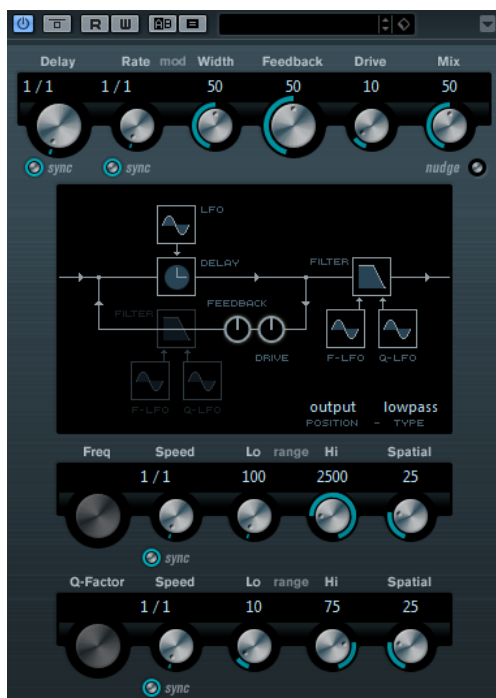 R W AB
Delay Rate mod Width Feedback Drive Mix
1 / 1 1 / 1 50 50 10 50
sync sync nudge
LFO
DELAY FILTER
FEEDBACK
FILTER
DRIVE F-LFO Q-LFO
F-LFO Q-LFO
output lowpass
POSITION - TYPE
Freq Speed Lo range Hi Spatial
1 / 1 100 2500 25
sync
Q-Factor Speed Lo range Hi Spatial
1 / 1 10 75 25
sync